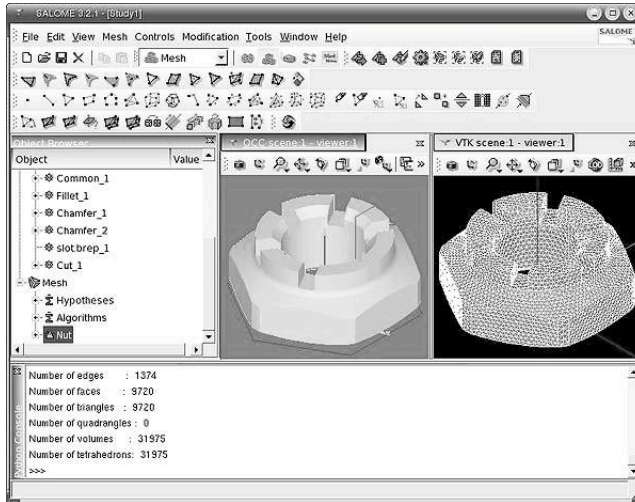 SALOME 3.2.1 - [Study1]
File Edit View Mesh Controls Modification Tools Window Help
SALOME
Mesh
Object Browser
Object Value
Common_1
Fillet_1
Chamfer_1
Chamfer_2
slot.brep_1
Cut_1
Mesh
Hypotheses
Algorithms
Nut
OCC scene:1 - viewer:1
VTK scene:1 - viewer:1
Python Console
Number of edges : 1374
Number of faces : 9720
Number of triangles : 9720
Number of quadrangles : 0
Number of volumes : 31975
Number of tetrahedrons: 31975
>>>